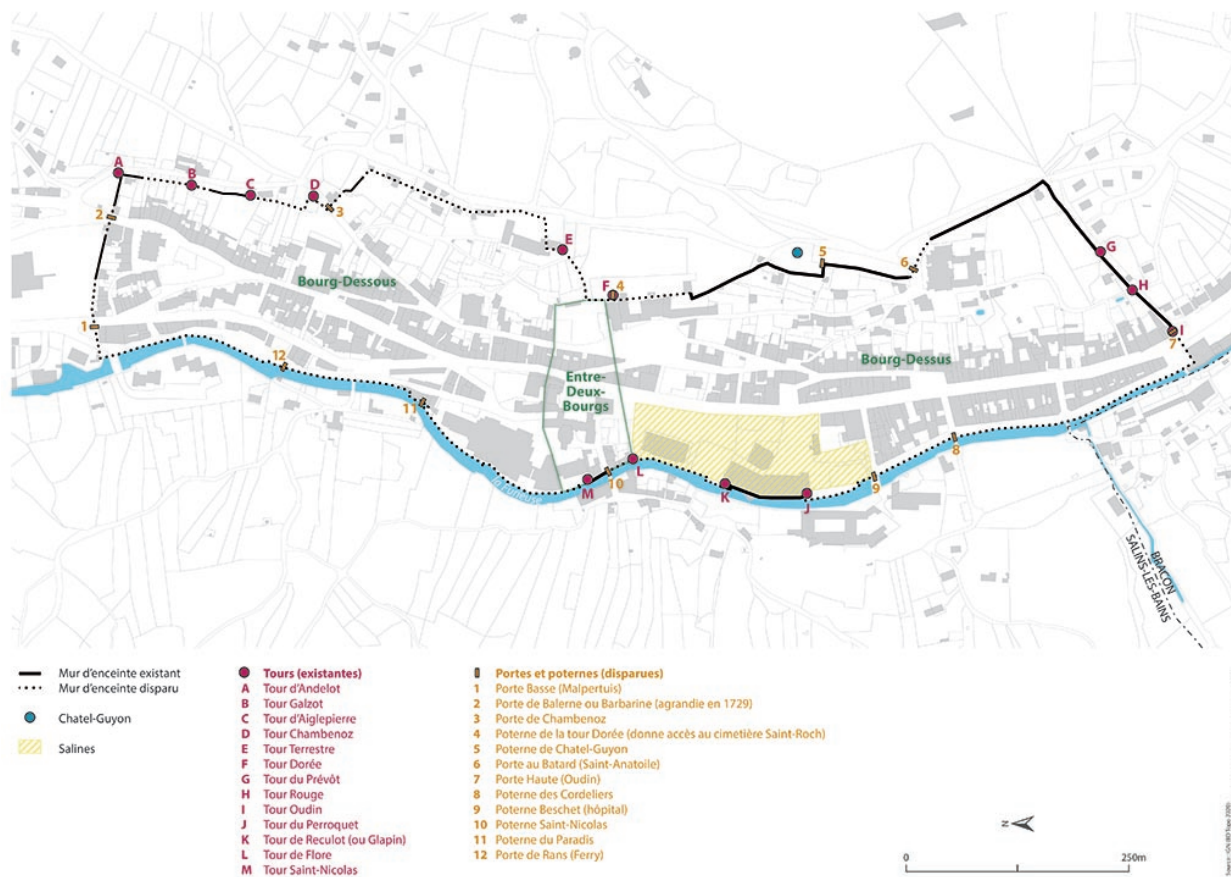 A
B
C
D
2
3
E
5
6
G
F
4
H
Bourg-Dessous
1
I
7
Bourg-Dessus
12
Entre-
Deux-
Bourgs
11
8
L
10
M
K
J
9
la Furieuse
BRACON
SALINS-LES-BAINS
Mur d'enceinte existant
Mur d'enceinte disparu
Chatel-Guyon
Salines
Tours (existantes)
A Tour d'Andelot
B Tour Galzot
C Tour d'Aiglepierre
D Tour Chambenoz
E Tour Terrestre
F Tour Dorée
G Tour du Prévôt
H Tour Rouge
I Tour Oudin
J Tour du Perroquet
K Tour de Reculot (ou Glapin)
L Tour de Flore
M Tour Saint-Nicolas
Portes et poternes (disparues)
1 Porte Basse (Malpertuis)
2 Porte de Balerne ou Barbarine (agrandie en 1729)
3 Porte de Chambenoz
4 Poterne de la tour Dorée (donne accès au cimetière Saint-Roch)
5 Poterne de Chatel-Guyon
6 Porte au Batard (Saint-Anatoile)
7 Porte Haute (Oudin)
8 Poterne des Cordeliers
9 Poterne Beschet (hôpital)
10 Poterne Saint-Nicolas
11 Poterne du Paradis
12 Porte de Rans (Ferry)
N
0 250m